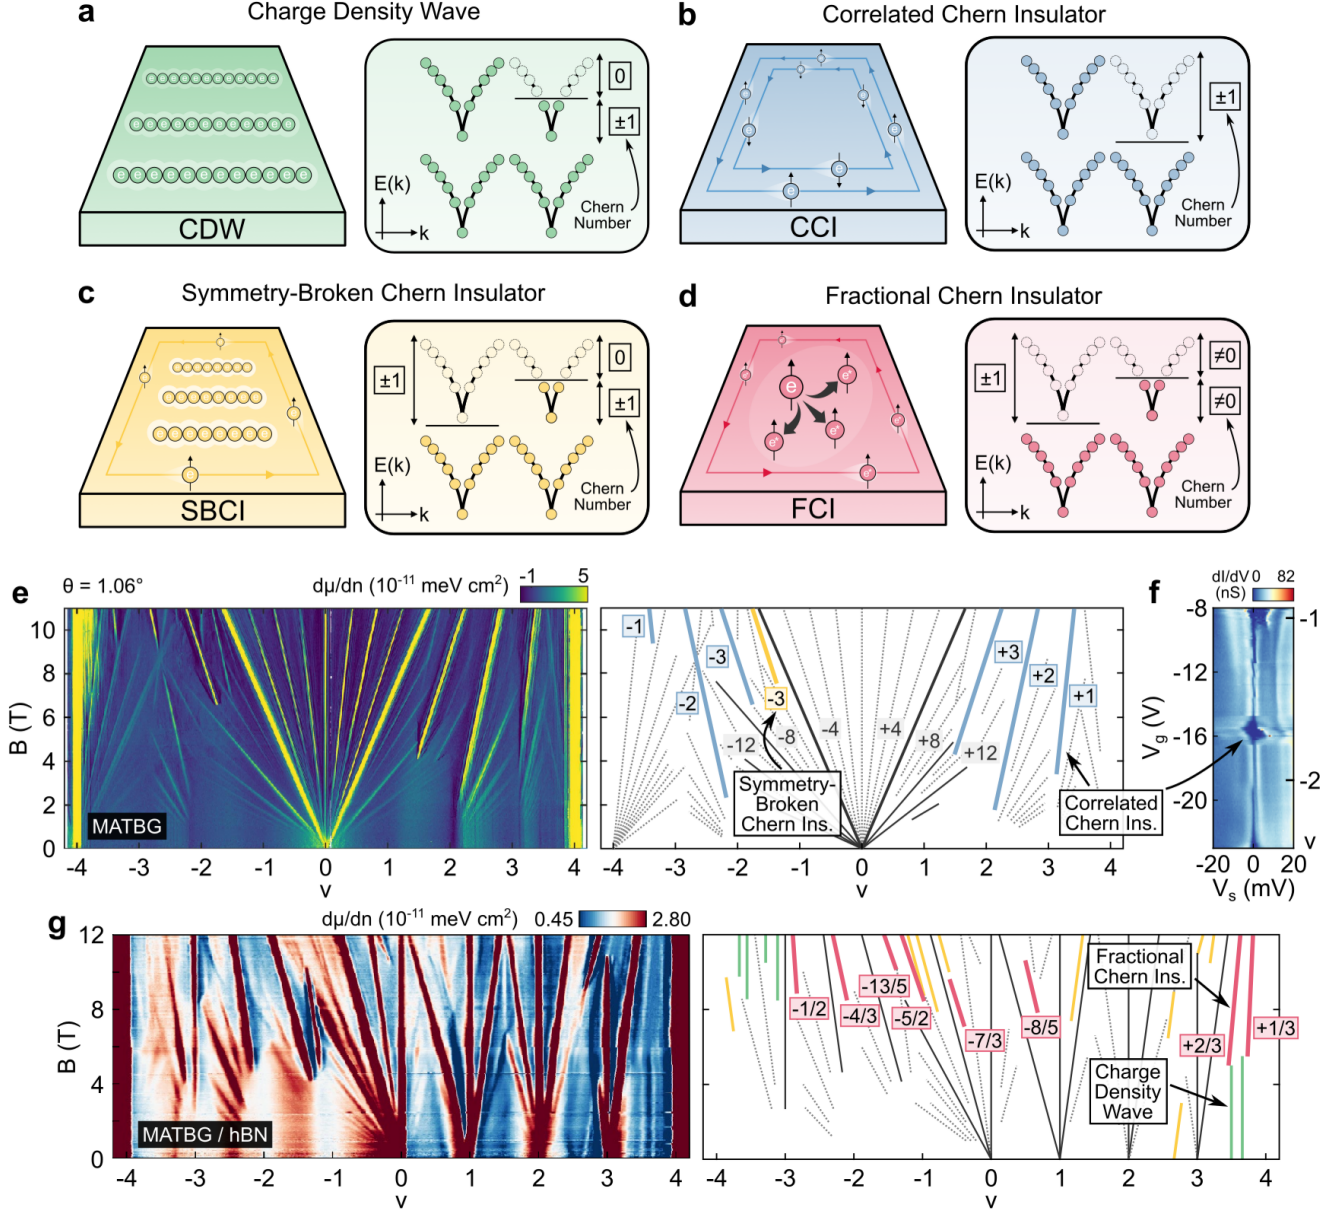 a
Charge Density Wave
CDW
E(k)
k
0
±1
Chern
Number
b
Correlated Chern Insulator
e
e
CCI
E(k)
k
±1
Chern
Number
c
Symmetry-Broken Chern Insulator
SBCI
±1
E(k)
k
0
±1
Chern
Number
d
Fractional Chern Insulator
e
e*
e*
e*
FCI
±1
E(k)
k
≠0
≠0
Chern
Number
e
θ = 1.06°
dμ/dn (10⁻¹¹ meV cm²)
-1 5
B (T)
10
8
6
4
2
0
MATBG
-4 -3 -2 -1 0 1 2 3 4
ν
-1
-3
-2
-3
-12
-8
-4
+4
+8
+12
+3
+2
+1
Symmetry-
Broken
Chern Ins.
Correlated
Chern Ins.
-4 -3 -2 -1 0 1 2 3 4
ν
f
dI/dV
(nS)
0 82
Vg (V)
-8
-12
-16
-20
-1
-2
ν
-20 0 20
Vs (mV)
g
dμ/dn (10⁻¹¹ meV cm²)
0.45 2.80
B (T)
12
8
4
0
MATBG / hBN
-4 -3 -2 -1 0 1 2 3 4
ν
-1/2
-4/3
-13/5
-5/2
-7/3
-8/5
+2/3
+1/3
Fractional
Chern Ins.
Charge
Density
Wave
-4 -3 -2 -1 0 1 2 3 4
ν